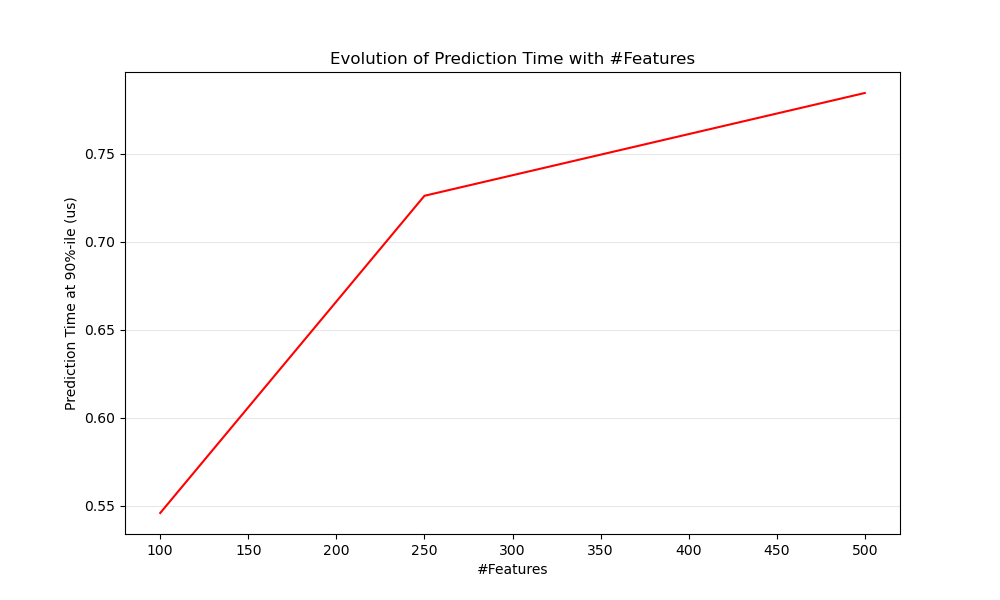 Evolution of Prediction Time with #Features
Prediction Time at 90%-ile (us)
0.75
0.70
0.65
0.60
0.55
100 150 200 250 300 350 400 450 500
#Features